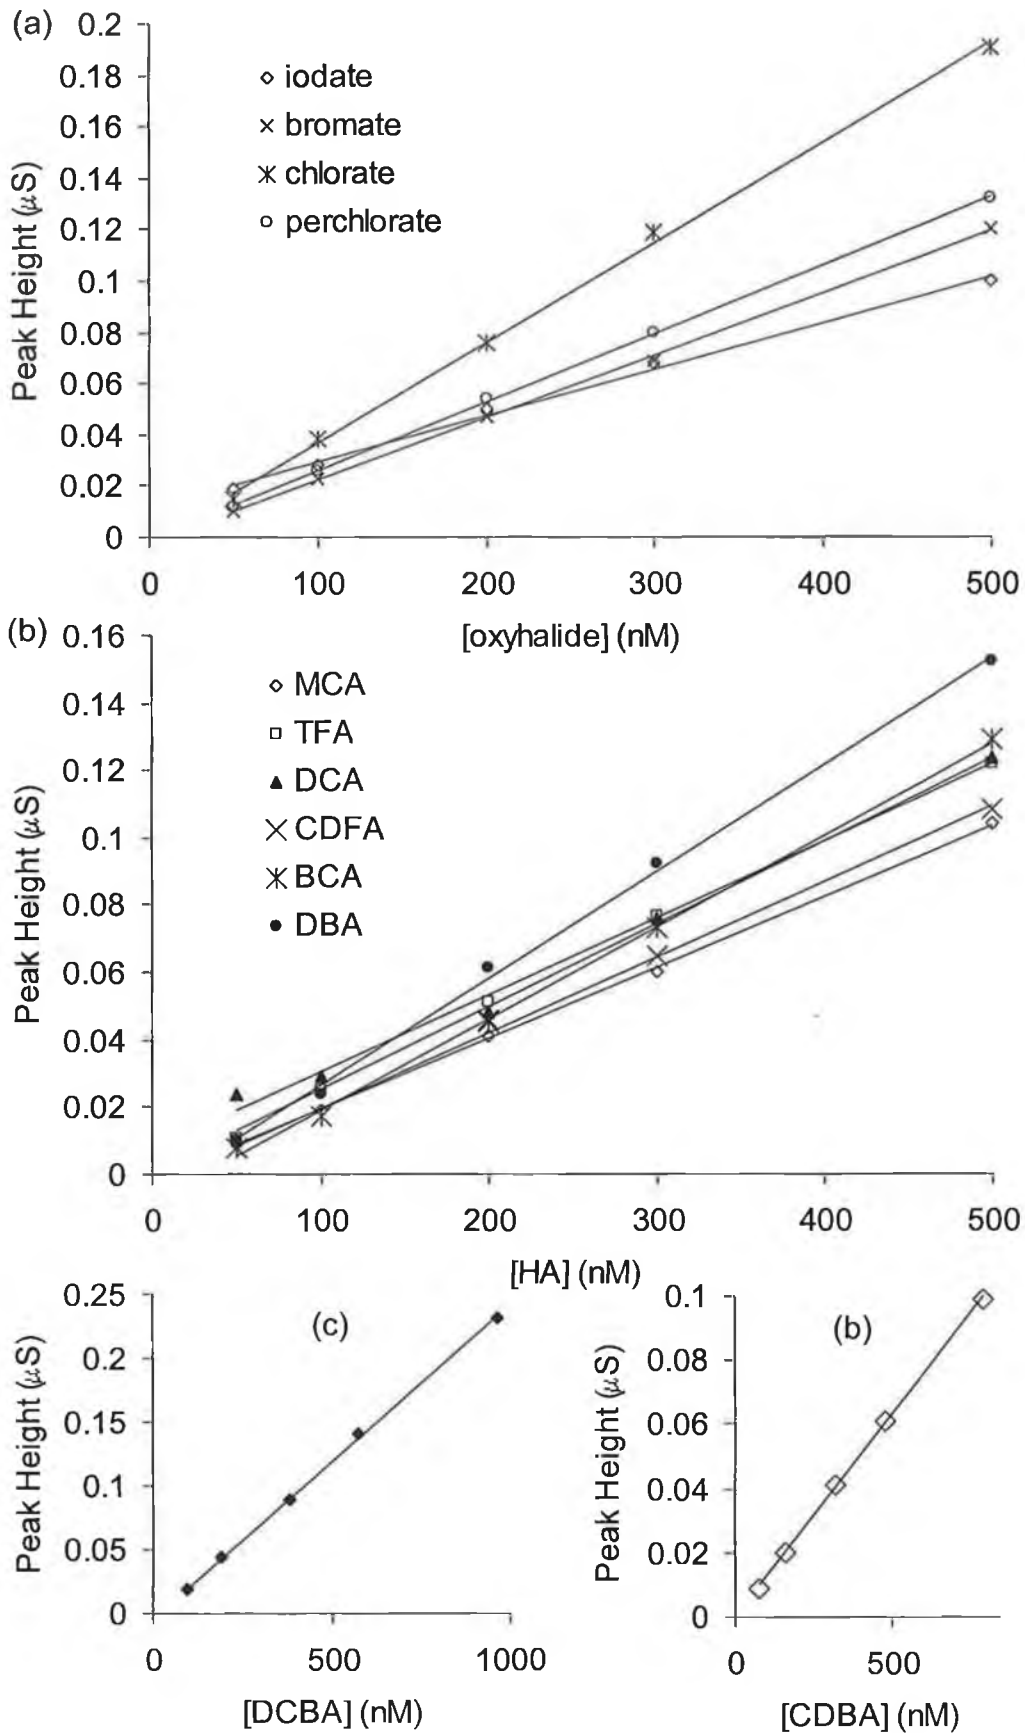 (a)
0.2
0.18
0.16
0.14
0.12
0.1
0.08
0.06
0.04
0.02
0
Peak Height (μS)
iodate
bromate
chlorate
perchlorate
0 100 200 300 400 500
[oxyhalide] (nM)
(b)
0.16
0.14
0.12
0.1
0.08
0.06
0.04
0.02
0
Peak Height (μS)
MCA
TFA
DCA
CDFA
BCA
DBA
0 100 200 300 400 500
[HA] (nM)
(c)
0.25
0.2
0.15
0.1
0.05
0
Peak Height (μS)
0 500 1000
[DCBA] (nM)
(b)
0.1
0.08
0.06
0.04
0.02
0
Peak Height (μS)
0 500
[CDBA] (nM)